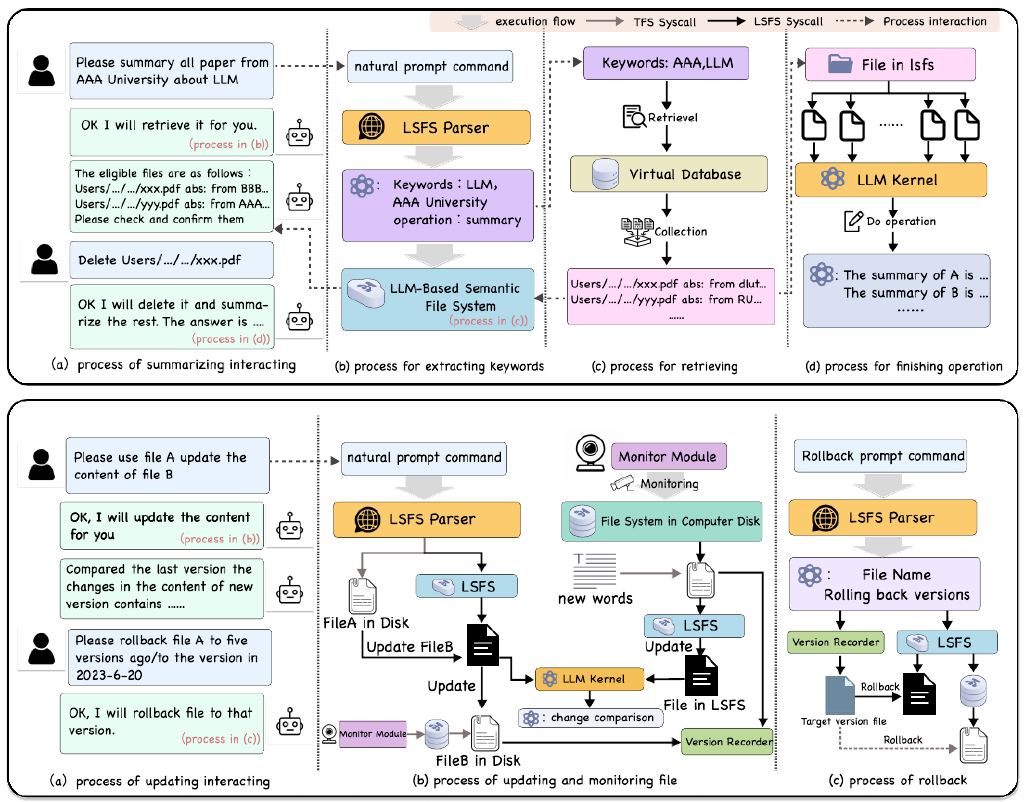 execution flow
TFS Syscall
LSFS Syscall
Process interaction
Please summary all paper from
AAA University about LLM
OK I will retrieve it for you.
(process in (b))
The eligible files are as follows :
Users/.../.../xxx.pdf abs: from BBB...
Users/.../.../yyy.pdf abs: from AAA...
Please check and confirm them
Delete Users/.../.../xxx.pdf
OK I will delete it and summa-
rize the rest. The answer is ....
(process in (d))
(a) process of summarizing interacting
natural prompt command
LSFS Parser
: Keywords : LLM,
AAA University
operation : summary
LLM-Based Semantic
File System
(process in (c))
(b) process for extracting keywords
Keywords: AAA,LLM
Retrievel
Virtual Database
Collection
Users/.../.../xxx.pdf abs: from dlut...
Users/.../.../yyy.pdf abs: from RU...
......
(c) process for retrieving
File in lsfs
......
LLM Kernel
Do operation
: The summary of A is ...
The summary of B is ...
......
(d) process for finishing operation
Please use file A update the
content of file B
OK, I will update the content
for you
(process in (b))
Compared the last version the
changes in the content of new
version contains ......
Please rollback file A to five
versions ago/to the version in
2023-6-20
OK, I will rollback file to that
version.
(process in (c))
(a) process of updating interacting
natural prompt command
LSFS Parser
LSFS
FileA in Disk
Update FileB
Update
Monitor Module
FileB in Disk
Monitor Module
Monitoring
File System in Computer Disk
T
new words
LSFS
Update
File in LSFS
LLM Kernel
: change comparison
Version Recorder
(b) process of updating and monitoring file
Rollback prompt command
LSFS Parser
: File Name
Rolling back versions
Version Recorder
LSFS
Rollback
Target version file
Rollback
(c) process of rollback